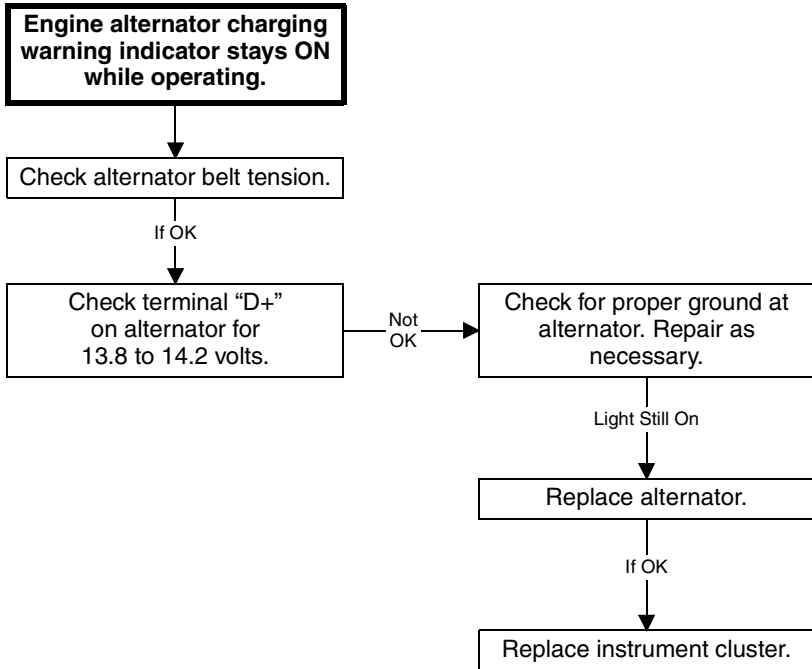 Engine alternator charging
warning indicator stays ON
while operating.
Check alternator belt tension.
If OK
Check terminal “D+”
on alternator for
13.8 to 14.2 volts.
Not
OK
Check for proper ground at
alternator. Repair as
necessary.
Light Still On
Replace alternator.
If OK
Replace instrument cluster.